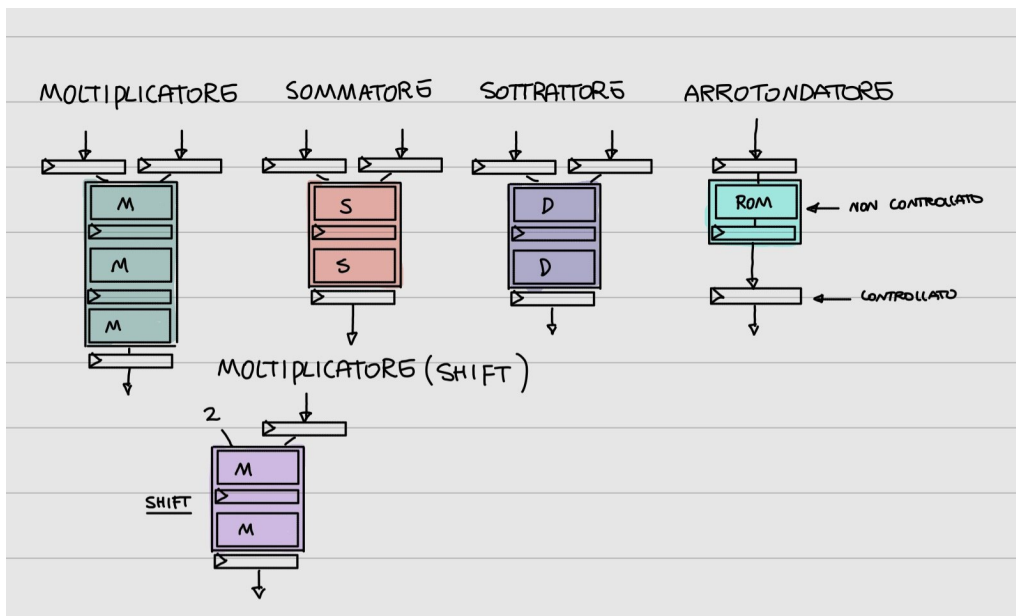 MOLTIPLICATORE SOMMATORE SOTTRATTORE ARROTONDATORE
M S D ROM NON CONTROLLATO
M S D
CONTROLLATO
M
MOLTIPLICATORE (SHIFT)
2
M
SHIFT
M